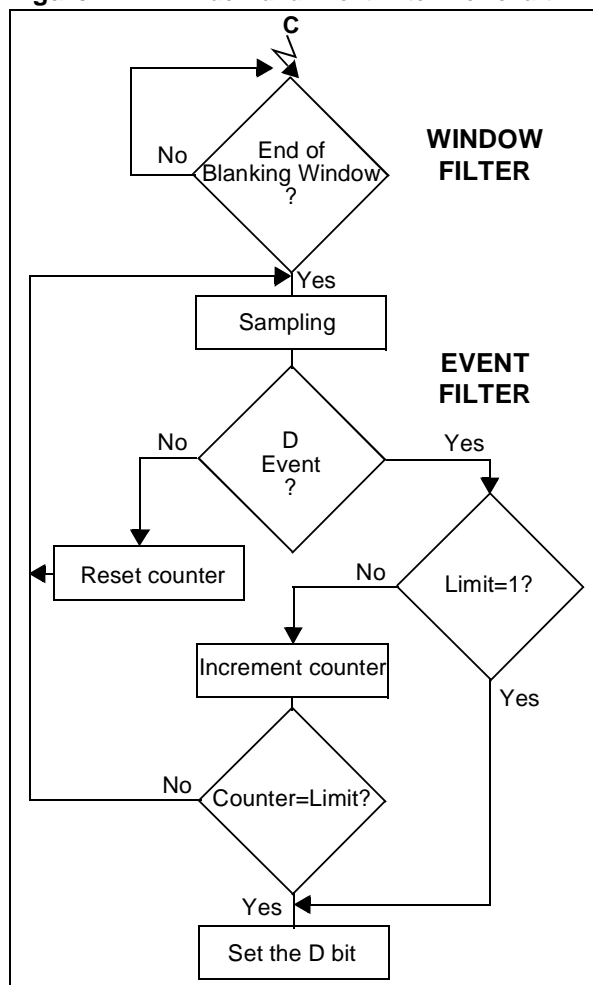 C
End of
Blanking Window
?
No
WINDOW
FILTER
Yes
Sampling
EVENT
FILTER
No
D
Event
?
Yes
Reset counter
No
Limit=1?
Increment counter
Yes
No
Counter=Limit?
Yes
Set the D bit